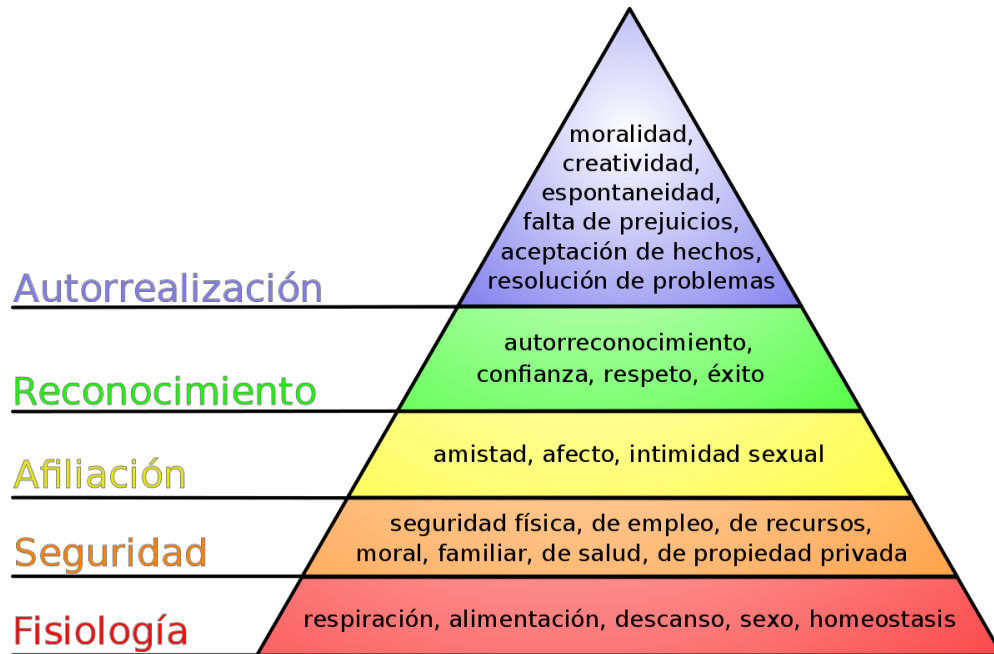 moralidad,
creatividad,
espontaneidad,
falta de prejuicios,
aceptación de hechos,
resolución de problemas
Autorrealización
autorreconocimiento,
confianza, respeto, éxito
Reconocimiento
amistad, afecto, intimidad sexual
Afiliación
seguridad física, de empleo, de recursos,
moral, familiar, de salud, de propiedad privada
Seguridad
respiración, alimentación, descanso, sexo, homeostasis
Fisiología